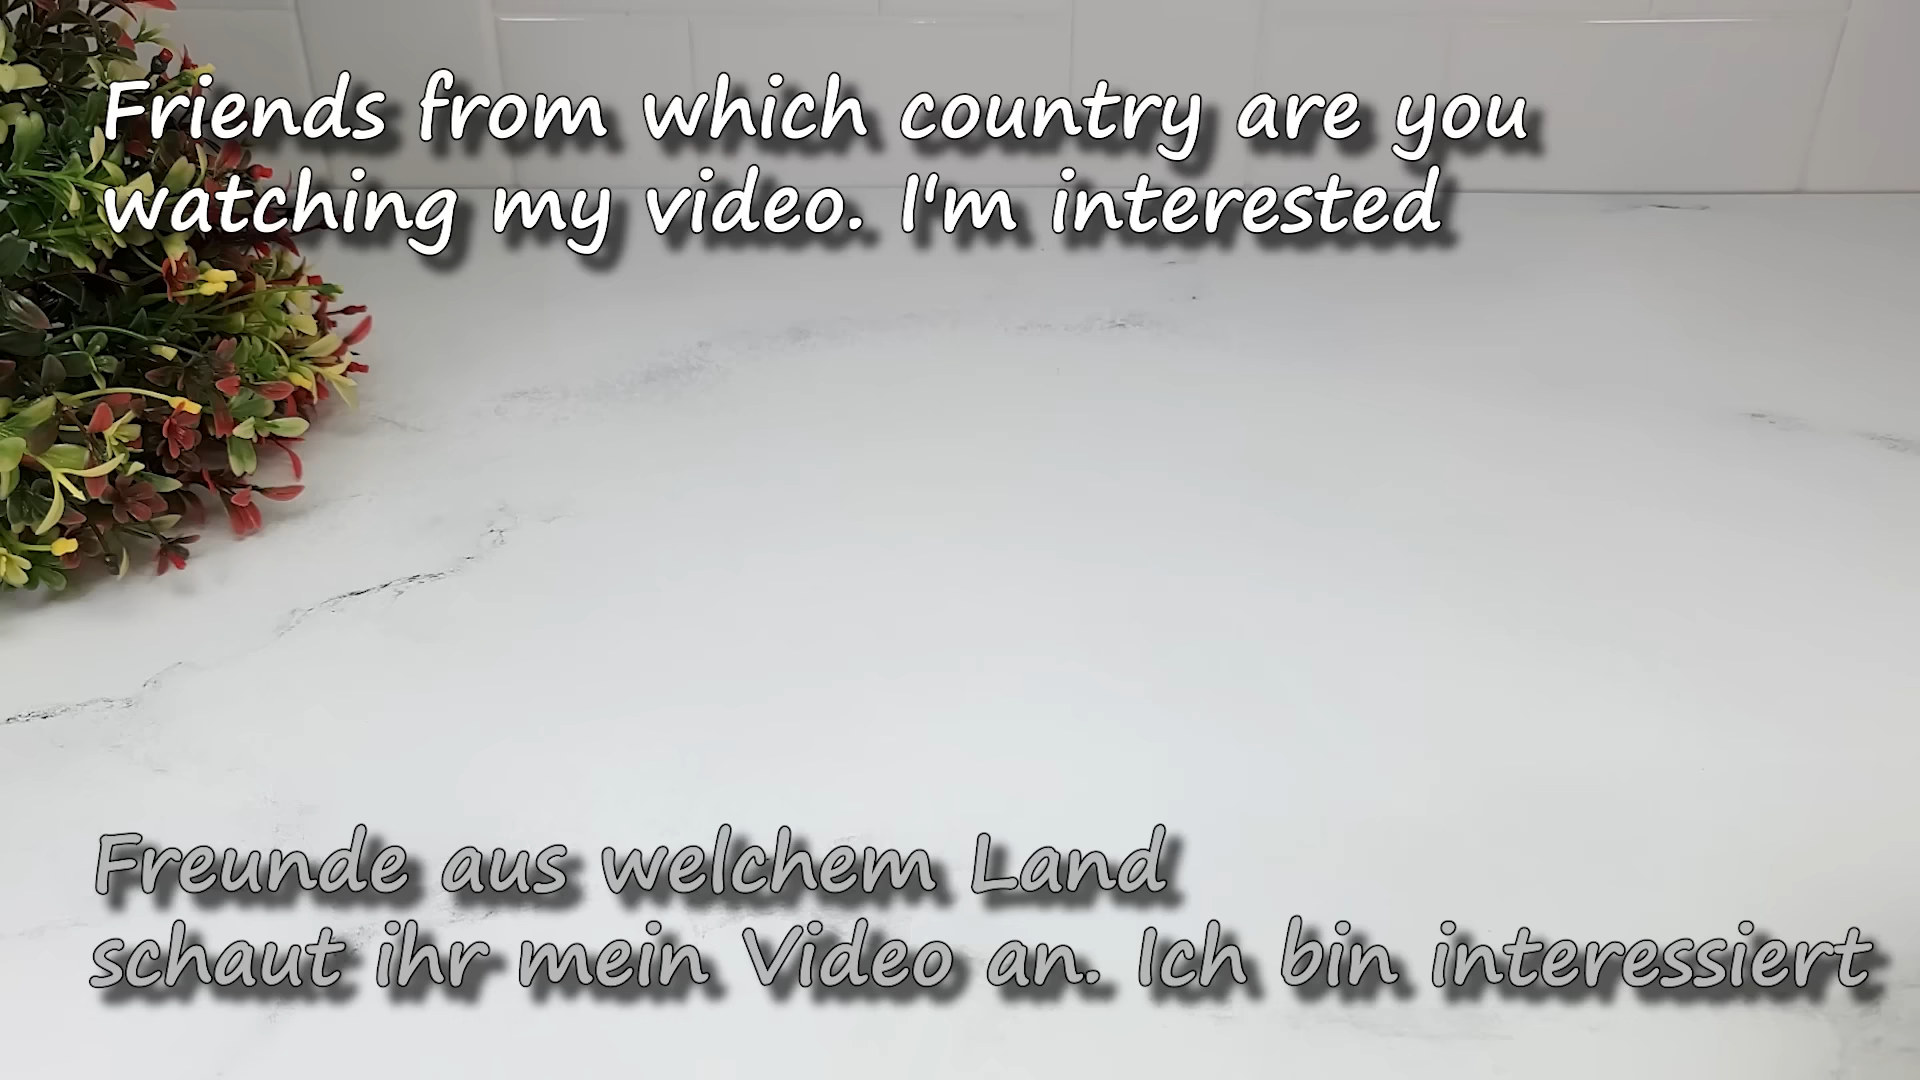 Friends from which country are you
watching my video. I'm interested
Freunde aus welchem Land
schaut ihr mein Video an. Ich bin interessiert